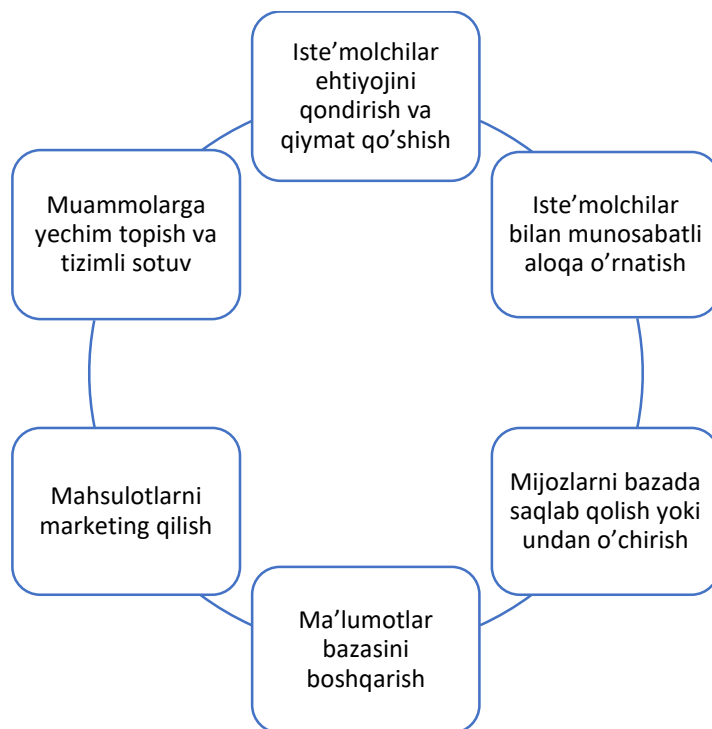 Iste’molchilar
ehtiyojini
qondirish va
qiymat qo’shish
Iste’molchilar
bilan munosabatli
aloqa o’rnatish
Mijozlarni bazada
saqlab qolish yoki
undan o’chirish
Ma’lumotlar
bazasini
boshqarish
Mahsulotlarni
marketing qilish
Muammolarga
yechim topish va
tizimli sotuv